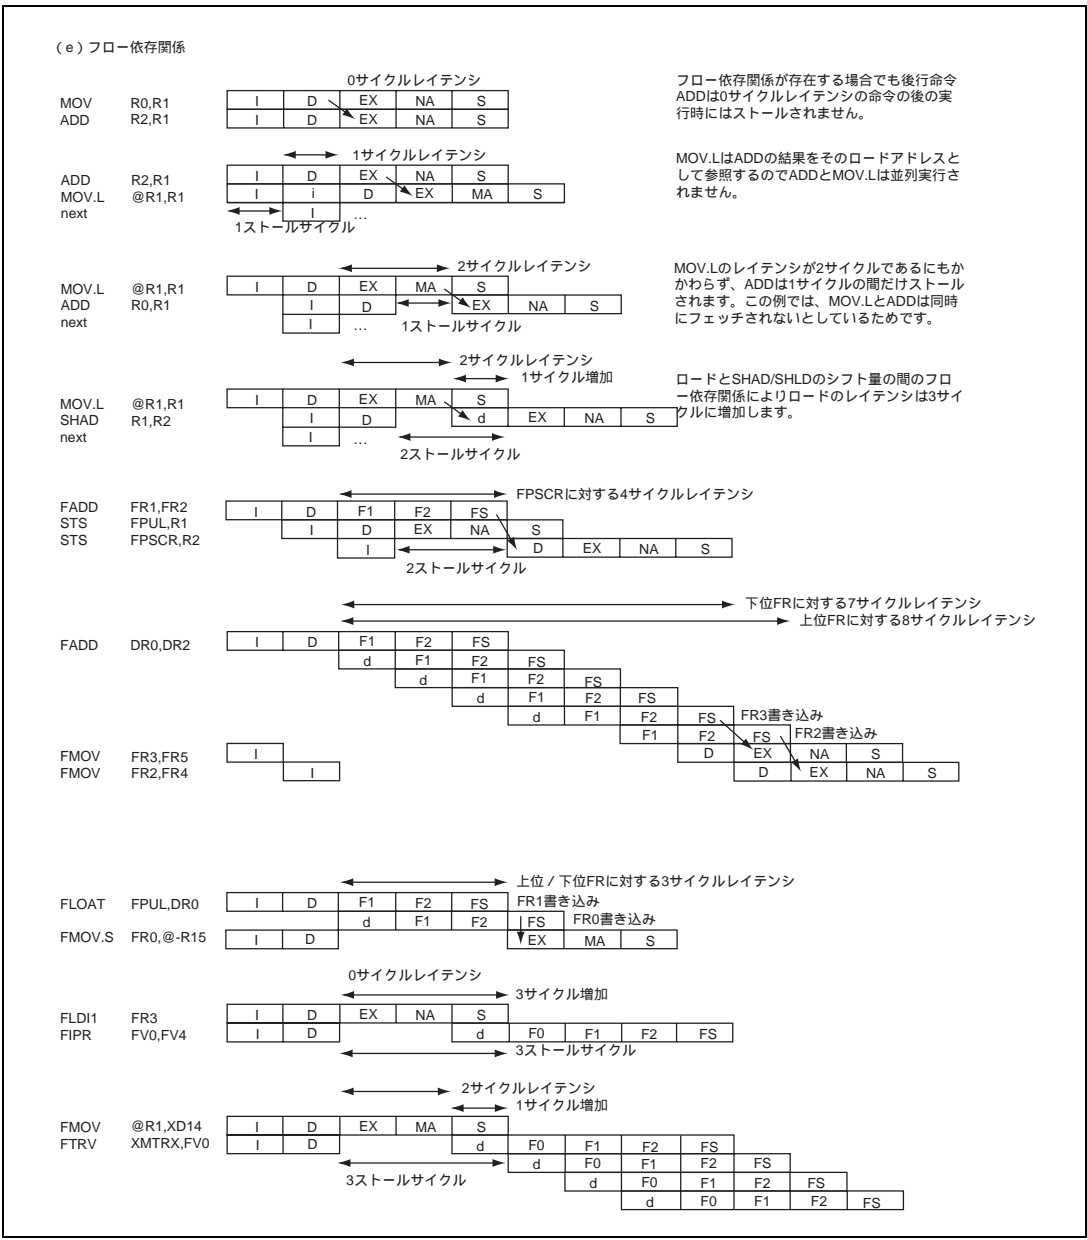 (e)フロー依存関係
0サイクルレイテンシ
MOV R0,R1 I D EX NA S
ADD R2,R1 I D EX NA S
フロー依存関係が存在する場合でも後行命令
ADDは0サイクルレイテンシの命令の後の実
行時にはストールされません。
1サイクルレイテンシ
ADD R2,R1 I D EX NA S
MOV.L @R1,R1 I i D EX MA S
next I ...
1ストールサイクル
MOV.LはADDの結果をそのロードアドレスと
して参照するのでADDとMOV.Lは並列実行さ
れません。
2サイクルレイテンシ
MOV.L @R1,R1 I D EX MA S
ADD R0,R1 I D EX NA S
next I ... 1ストールサイクル
MOV.Lのレイテンシが2サイクルであるにもか
かわらず、ADDは1サイクルの間だけストール
されます。この例では、MOV.LとADDは同時
にフェッチされないとしているためです。
2サイクルレイテンシ
1サイクル増加
MOV.L @R1,R1 I D EX MA S
SHAD R1,R2 I D d EX NA S
next I ...
2ストールサイクル
ロードとSHAD/SHLDのシフト量の間のフロ
ー依存関係によりロードのレイテンシは3サイ
クルに増加します。
FPSCRに対する4サイクルレイテンシ
FADD FR1,FR2 I D F1 F2 FS
STS FPUL,R1 I D EX NA S
STS FPSCR,R2 I D EX NA S
2ストールサイクル
下位FRに対する7サイクルレイテンシ
上位FRに対する8サイクルレイテンシ
FADD DR0,DR2 I D F1 F2 FS
d F1 F2 FS
d F1 F2 FS
d F1 F2 FS
d F1 F2 FS FR3書き込み
F1 F2 FS FR2書き込み
FMOV FR3,FR5 I D EX NA S
FMOV FR2,FR4 I D EX NA S
上位/下位FRに対する3サイクルレイテンシ
FLOAT FPUL,DR0 I D F1 F2 FS FR1書き込み
d F1 F2 FS FR0書き込み
FMOV.S FR0,@-R15 I D EX MA S
0サイクルレイテンシ
3サイクル増加
FLDI1 FR3 I D EX NA S
FIPR FV0,FV4 I D d F0 F1 F2 FS
3ストールサイクル
2サイクルレイテンシ
1サイクル増加
FMOV @R1,XD14 I D EX MA S
FTRV XMTRX,FV0 I D d F0 F1 F2 FS
d F0 F1 F2 FS
3ストールサイクル d F0 F1 F2 FS
d F0 F1 F2 FS